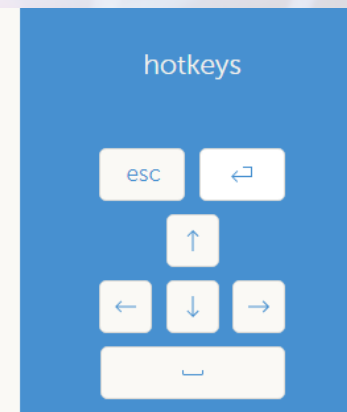 hotkeys
esc ↵
↑
← ↓ →
⎵